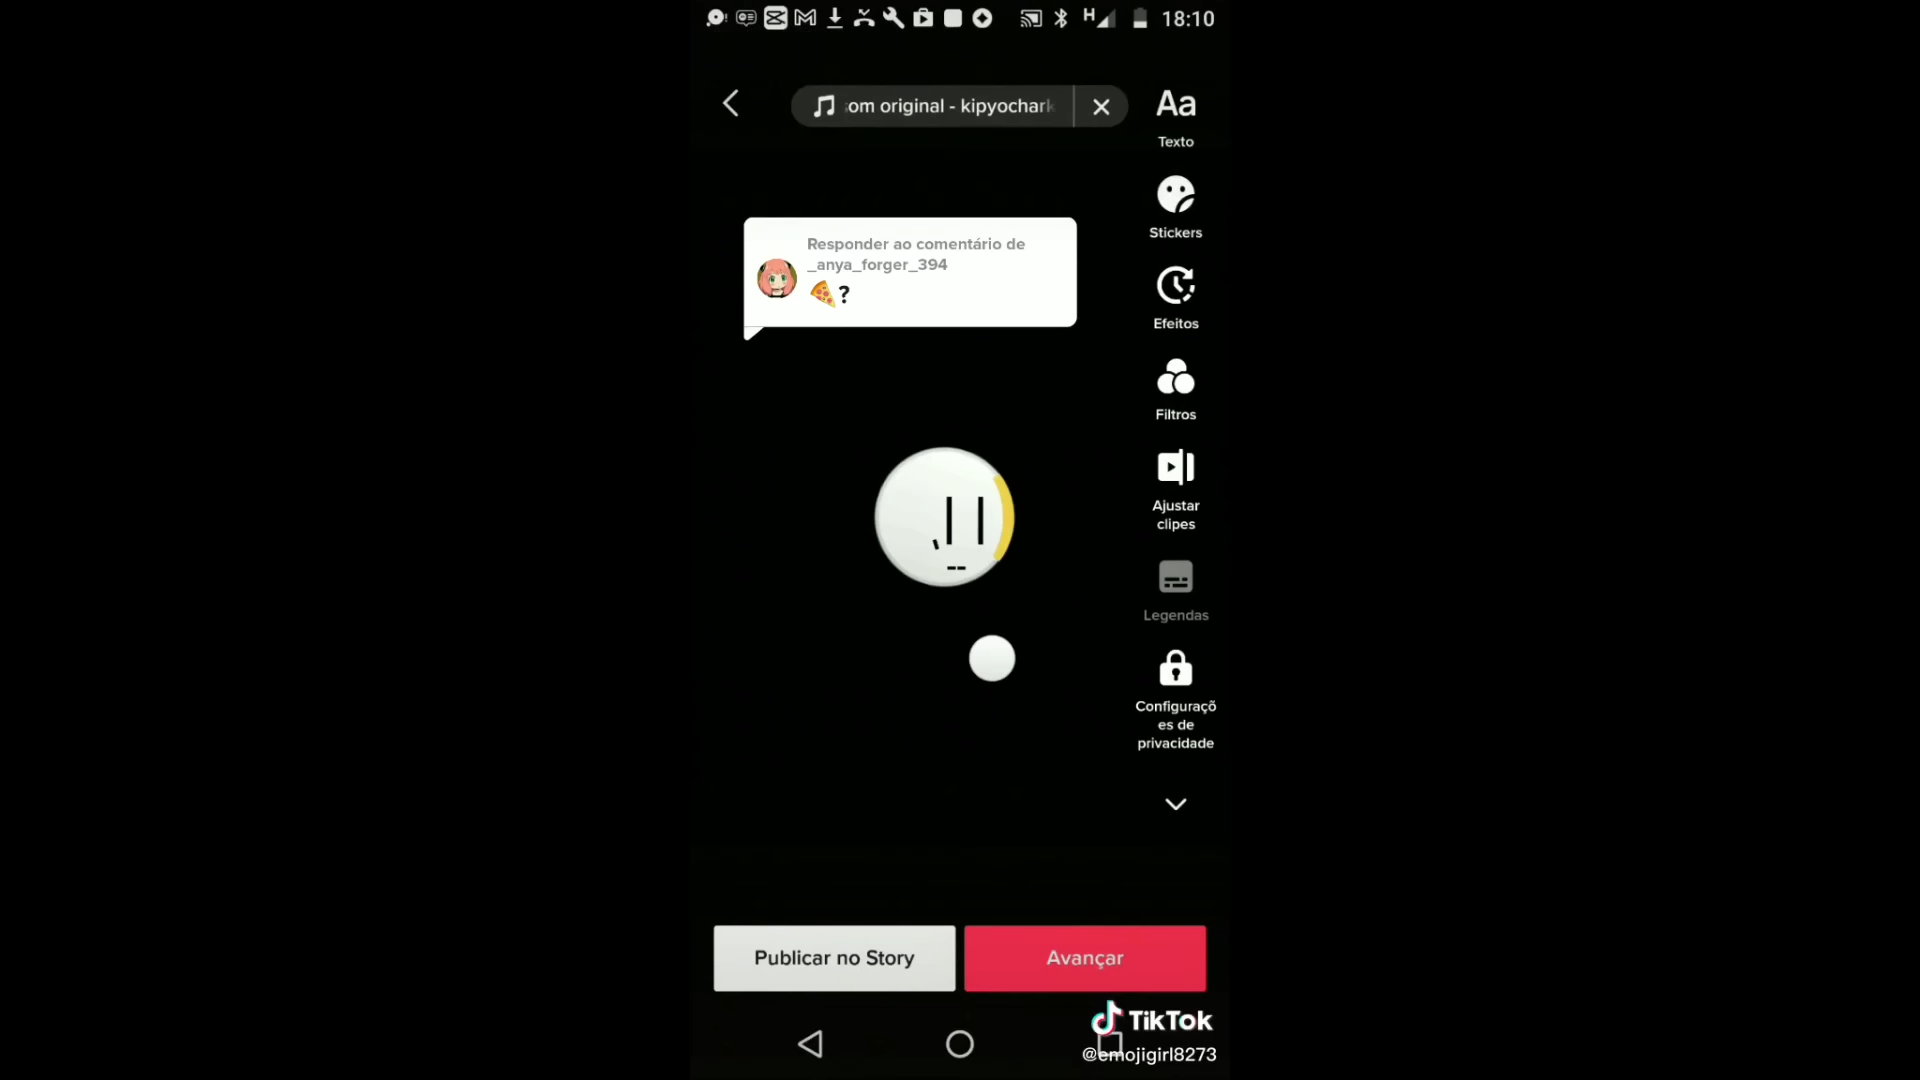 18:10
om original - kipyochark
Aa
Texto
Responder ao comentário de
_anya_forger_394
🍕?
Stickers
Efeitos
Filtros
Ajustar
clipes
Legendas
Configuraçõ
es de
privacidade
Publicar no Story
Avançar
TikTok
@emojigirl8273